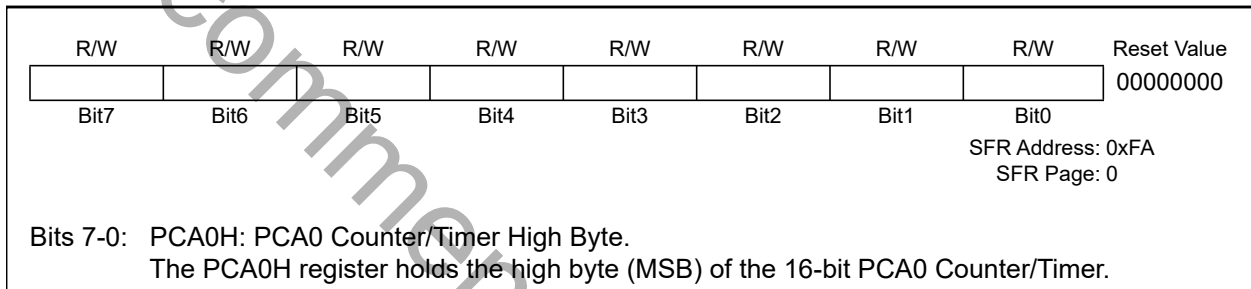 R/W R/W R/W R/W R/W R/W R/W R/W Reset Value
00000000
Bit7 Bit6 Bit5 Bit4 Bit3 Bit2 Bit1 Bit0
SFR Address: 0xFA
SFR Page: 0
Bits 7-0: PCA0H: PCA0 Counter/Timer High Byte.
The PCA0H register holds the high byte (MSB) of the 16-bit PCA0 Counter/Timer.